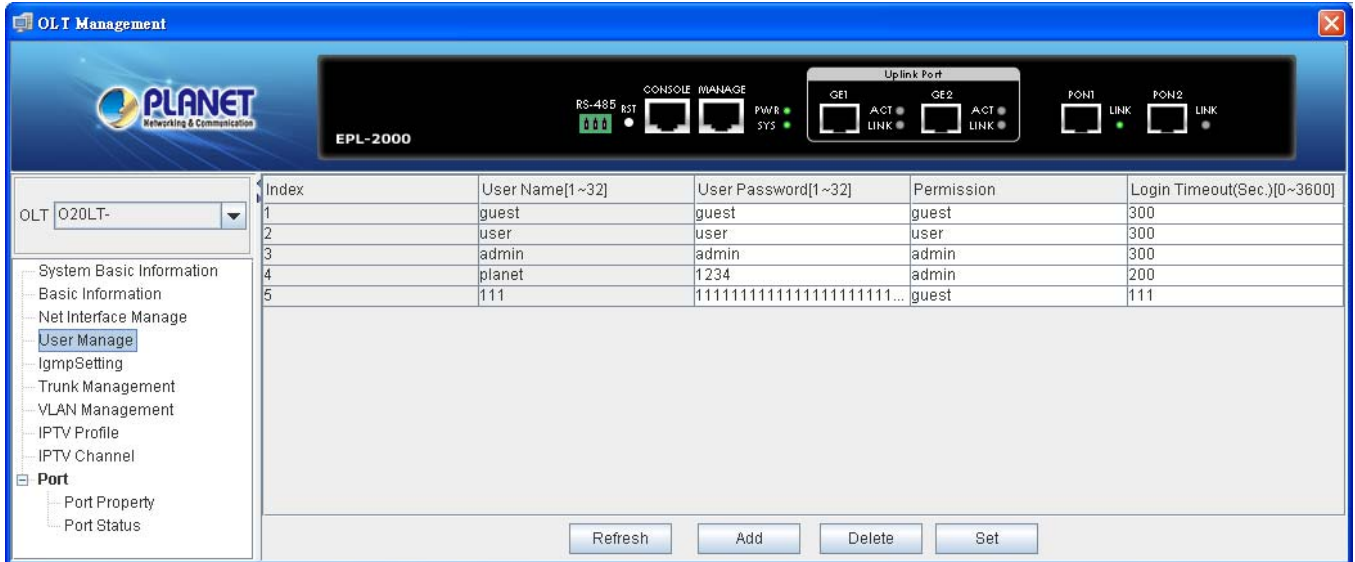 OLT Management
PLANET
Networking & Communication
EPL-2000
RS-485 RST
CONSOLE MANAGE
PWR
SYS
Uplink Port
GE1
ACT
LINK
GE2
ACT
LINK
PON1
LINK
PON2
LINK
OLT O20LT-
System Basic Information
Basic Information
Net Interface Manage
User Manage
IgmpSetting
Trunk Management
VLAN Management
IPTV Profile
IPTV Channel
Port
Port Property
Port Status
Index User Name[1~32] User Password[1~32] Permission Login Timeout(Sec.)[0~3600]
1 guest guest guest 300
2 user user user 300
3 admin admin admin 300
4 planet 1234 admin 200
5 111 1111111111111111111111... guest 111
Refresh Add Delete Set